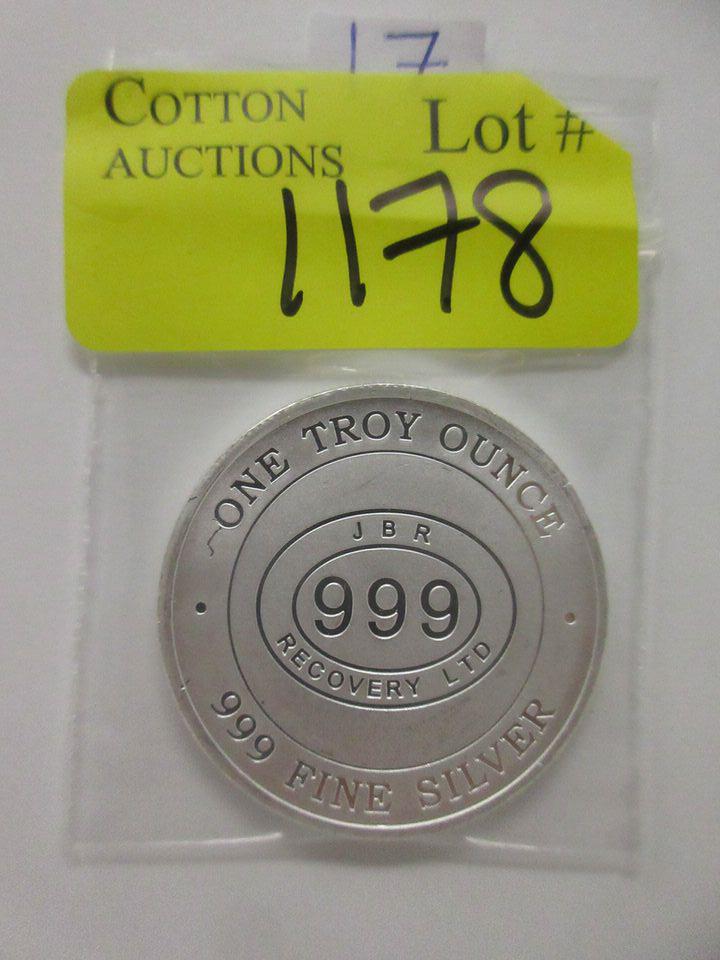 17
COTTON
AUCTIONS
Lot #
1178
ONE TROY OUNCE
JBR
999
RECOVERY LTD
999 FINE SILVER